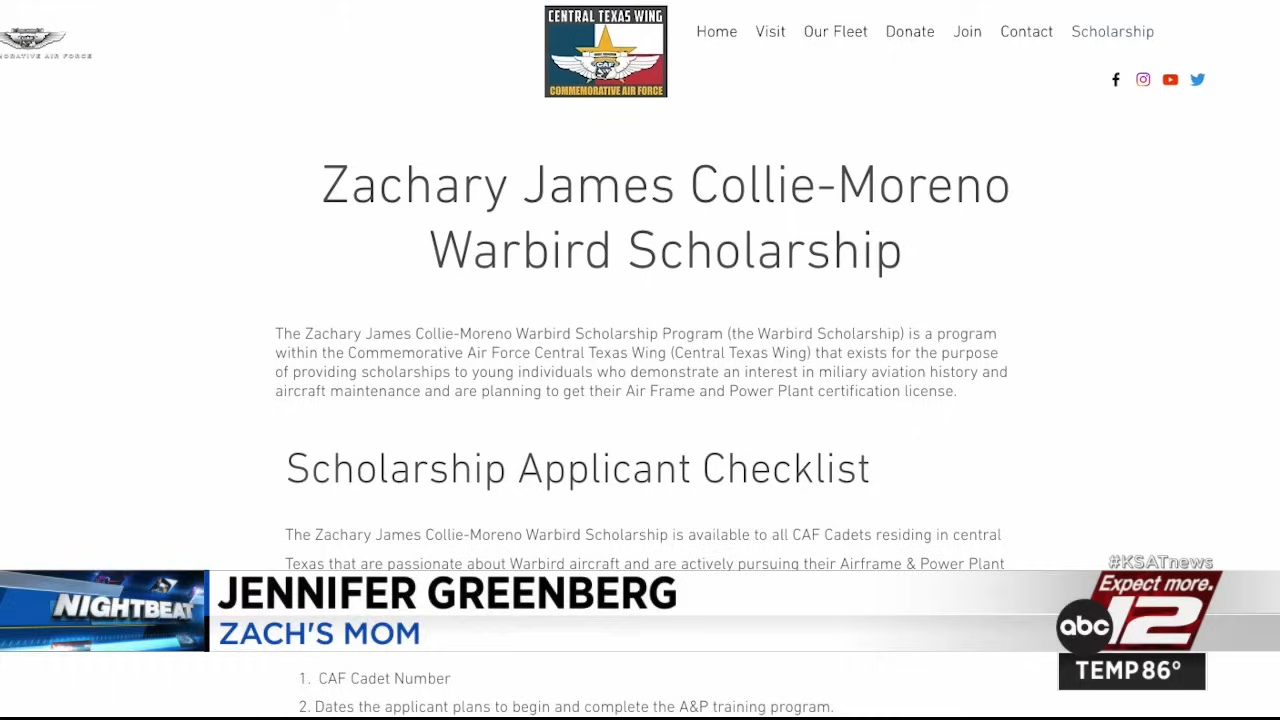 CENTRAL TEXAS WING
CAF
COMMEMORATIVE AIR FORCE
Home Visit Our Fleet Donate Join Contact Scholarship
Zachary James Collie-Moreno
Warbird Scholarship
The Zachary James Collie-Moreno Warbird Scholarship Program (the Warbird Scholarship) is a program
within the Commemorative Air Force Central Texas Wing (Central Texas Wing) that exists for the purpose
of providing scholarships to young individuals who demonstrate an interest in miliary aviation history and
aircraft maintenance and are planning to get their Air Frame and Power Plant certification license.
Scholarship Applicant Checklist
The Zachary James Collie-Moreno Warbird Scholarship is available to all CAF Cadets residing in central
Texas that are passionate about Warbird aircraft and are actively pursuing their Airframe & Power Plant
#KSATnews
NIGHTBEAT
JENNIFER GREENBERG
ZACH'S MOM
Expect more.
abc 12
TEMP 86°
1. CAF Cadet Number
2. Dates the applicant plans to begin and complete the A&P training program.